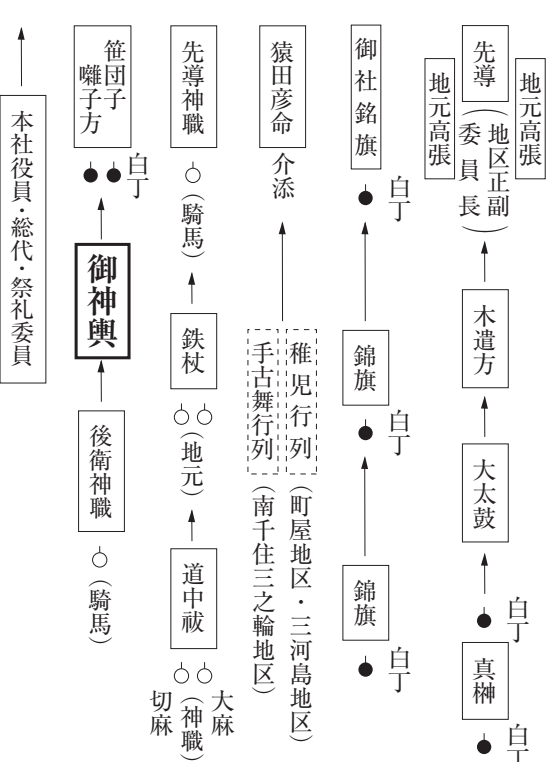 地元高張
先導
(地区正副委員長)
地元高張
木遣方
大太鼓
白丁
真榊
白丁
御社銘旗
白丁
錦旗
白丁
錦旗
白丁
猿田彦命
介添
稚児行列
(町屋地区・三河島地区)
手古舞行列
(南千住三之輪地区)
先導神職
(騎馬)
鉄杖
(地元)
道中祓
大麻
(神職)
切麻
笹団子
囃子方
白丁
御神輿
後衛神職
(騎馬)
本社役員・総代・祭礼委員